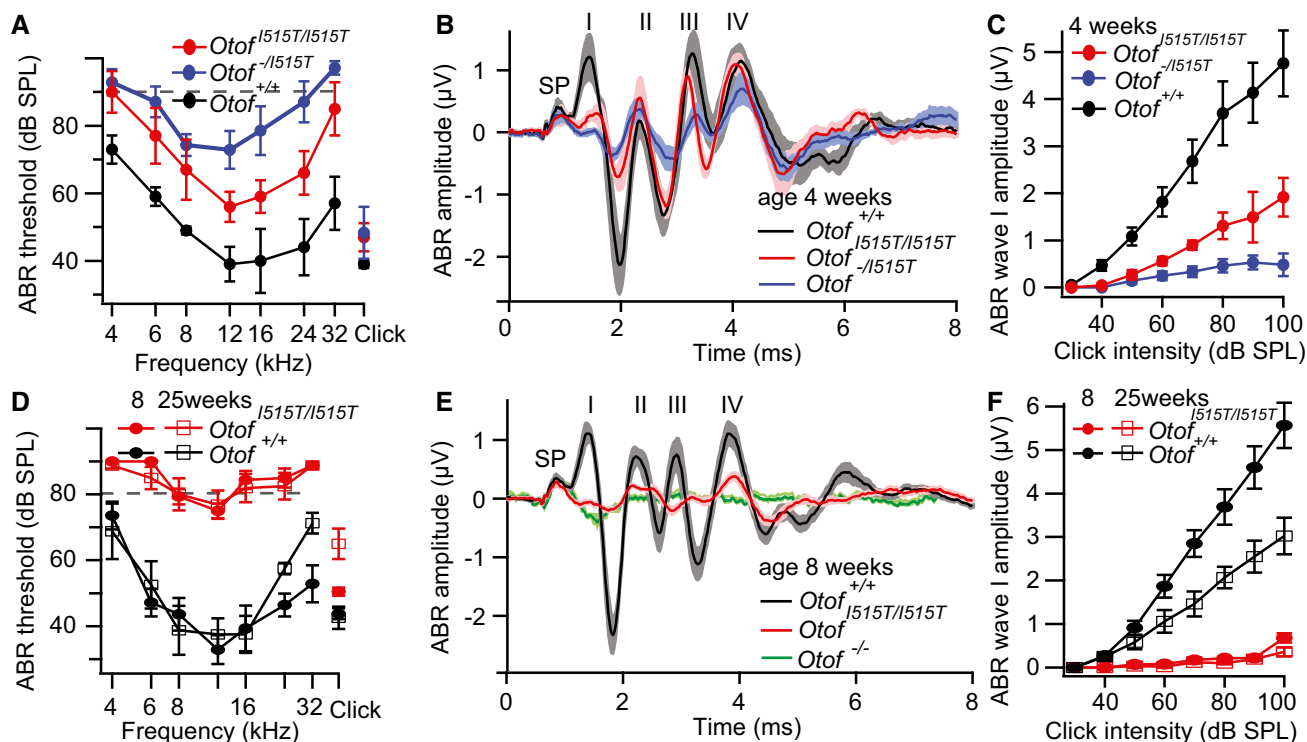 A
Otof I515T/I515T
Otof -/I515T
Otof +/+
ABR threshold (dB SPL)
80
60
40
4 6 8 12 16 24 32 Click
Frequency (kHz)
B
I II III IV
SP
ABR amplitude (µV)
1
0
-1
-2
age 4 weeks
Otof +/+
Otof I515T/I515T
Otof -/I515T
0 2 4 6 8
Time (ms)
C
4 weeks
Otof I515T/I515T
Otof -/I515T
Otof +/+
ABR wave I amplitude (µV)
5
4
3
2
1
0
40 60 80 100
Click intensity (dB SPL)
D
8 25weeks
Otof I515T/I515T
Otof +/+
ABR threshold (dB SPL)
80
60
40
4 6 8 16 32 Click
Frequency (kHz)
E
I II III IV
SP
ABR amplitude (µV)
1
0
-1
-2
age 8 weeks
Otof +/+
Otof I515T/I515T
Otof -/-
0 2 4 6 8
Time (ms)
F
8 25weeks
Otof I515T/I515T
Otof +/+
ABR wave I amplitude (µV)
6
5
4
3
2
1
0
40 60 80 100
Click intensity (dB SPL)